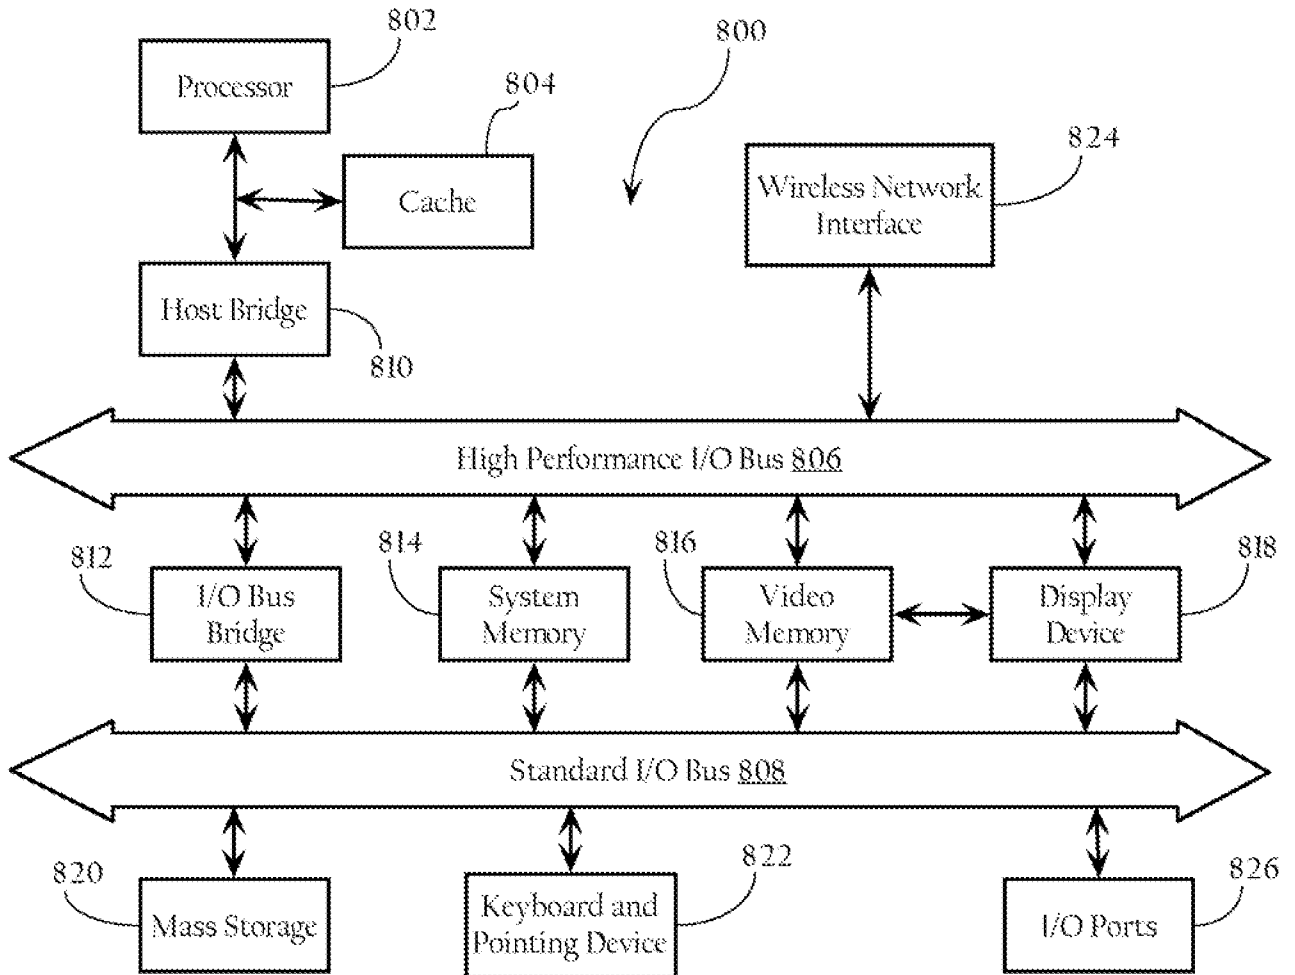 802
800
Processor
804
824
Cache
Wireless Network
Interface
Host Bridge
810
High Performance I/O Bus 806
812
814
816
818
I/O Bus
Bridge
System
Memory
Video
Memory
Display
Device
Standard I/O Bus 808
820
822
826
Mass Storage
Keyboard and
Pointing Device
I/O Ports